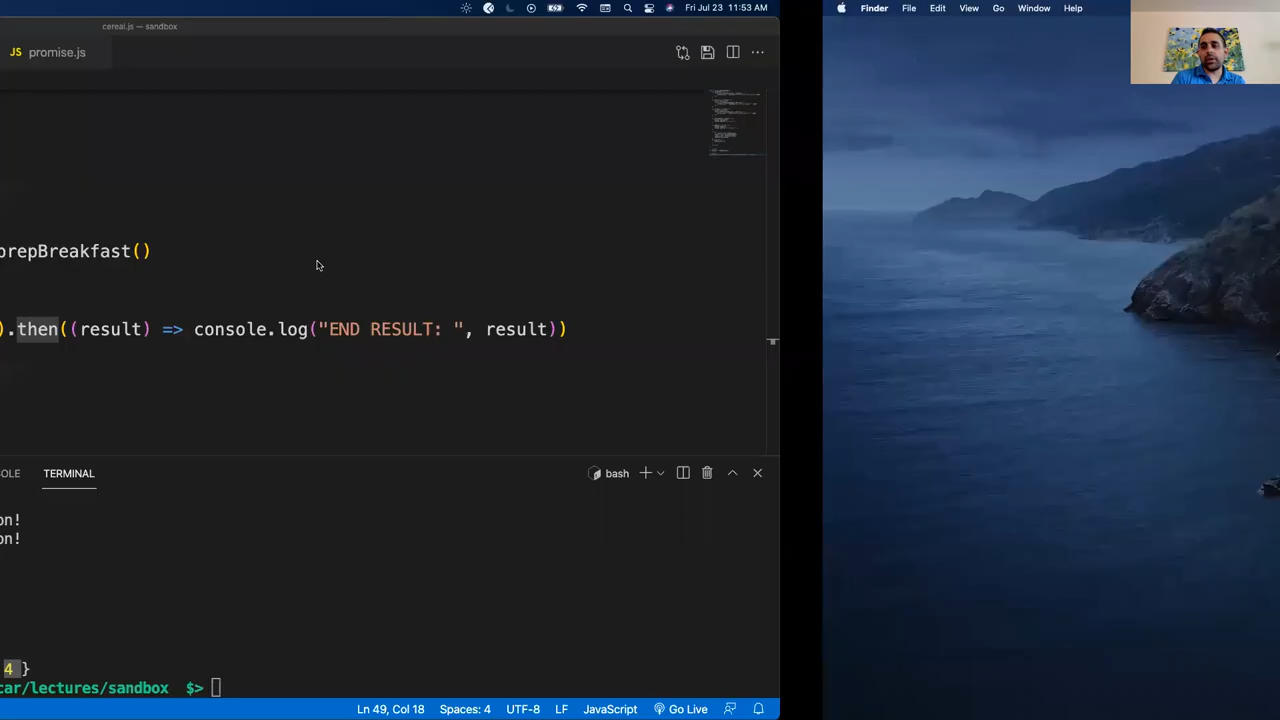 Fri Jul 23 11:53 AM
Finder File Edit View Go Window Help
cereal.js — sandbox
JS promise.js
prepBreakfast()
).then((result) => console.log("END RESULT: ", result))
OLE TERMINAL
bash
on!
on!
4 }
car/lectures/sandbox $>
Ln 49, Col 18 Spaces: 4 UTF-8 LF JavaScript Go Live